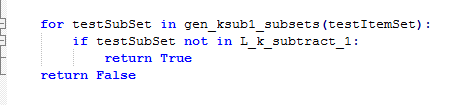 for testSubSet in gen_ksub1_subsets(testItemSet):
if testSubSet not in L_k_subtract_1:
return True
return False